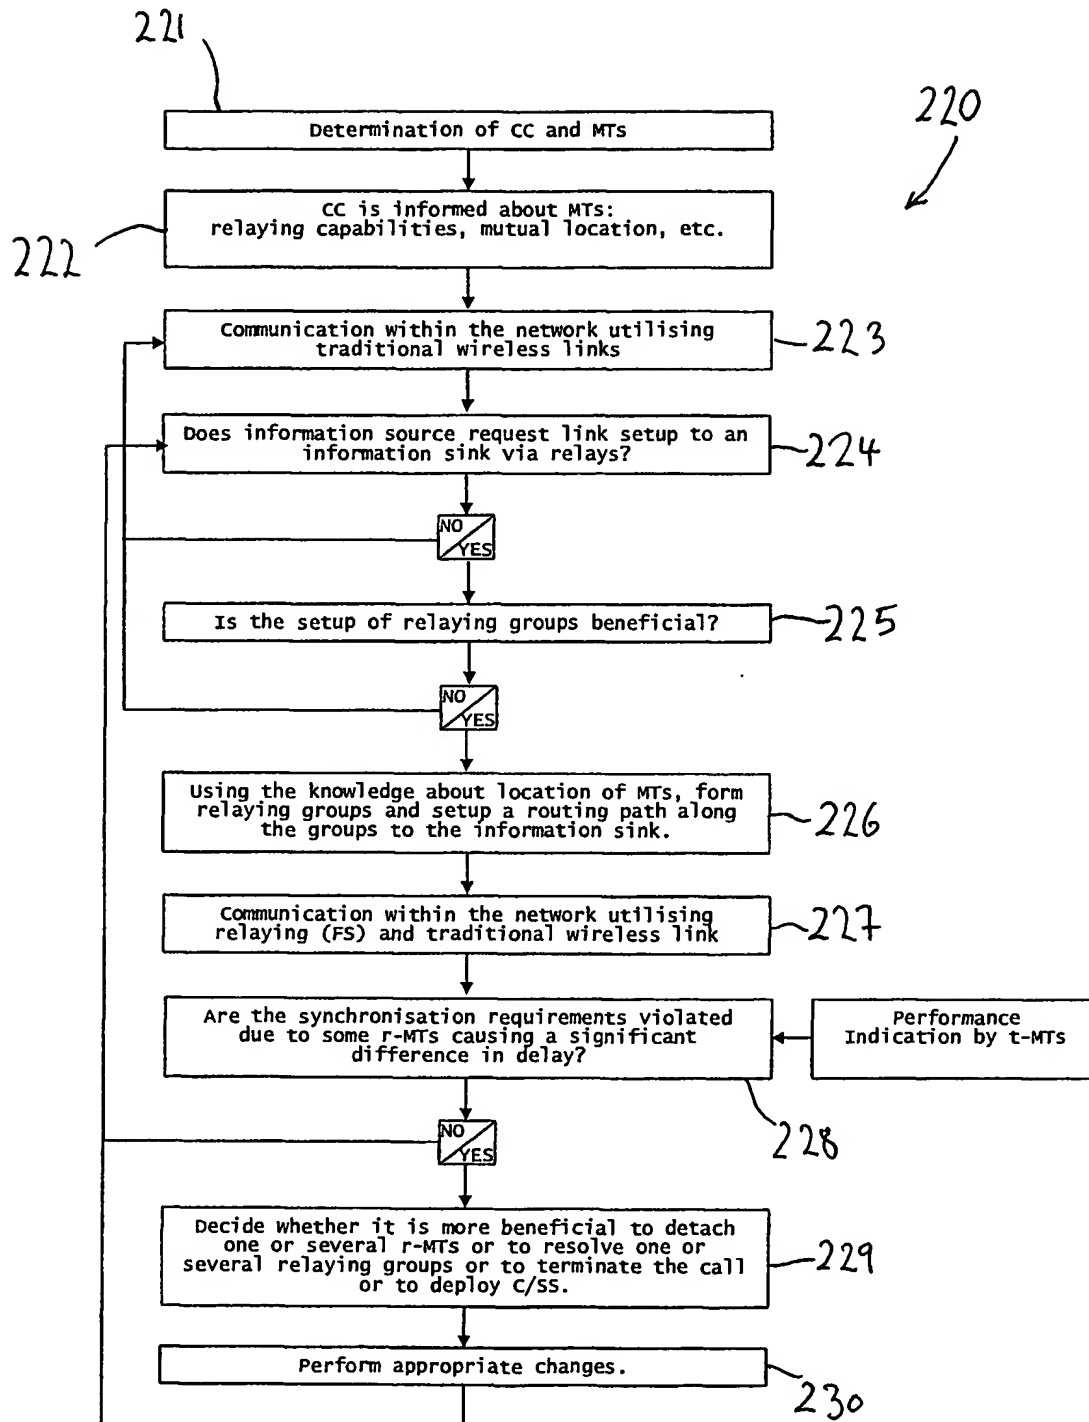 221
220
Determination of CC and MTs
CC is informed about MTs:
relaying capabilities, mutual location, etc.
222
Communication within the network utilising
traditional wireless links
223
Does information source request link setup to an
information sink via relays?
224
NO
YES
Is the setup of relaying groups beneficial?
225
NO
YES
Using the knowledge about location of MTs, form
relaying groups and setup a routing path along
the groups to the information sink.
226
Communication within the network utilising
relaying (FS) and traditional wireless link
227
Are the synchronisation requirements violated
due to some r-MTs causing a significant
difference in delay?
Performance
Indication by t-MTs
228
NO
YES
Decide whether it is more beneficial to detach
one or several r-MTs or to resolve one or
several relaying groups or to terminate the call
or to deploy C/SS.
229
Perform appropriate changes.
230